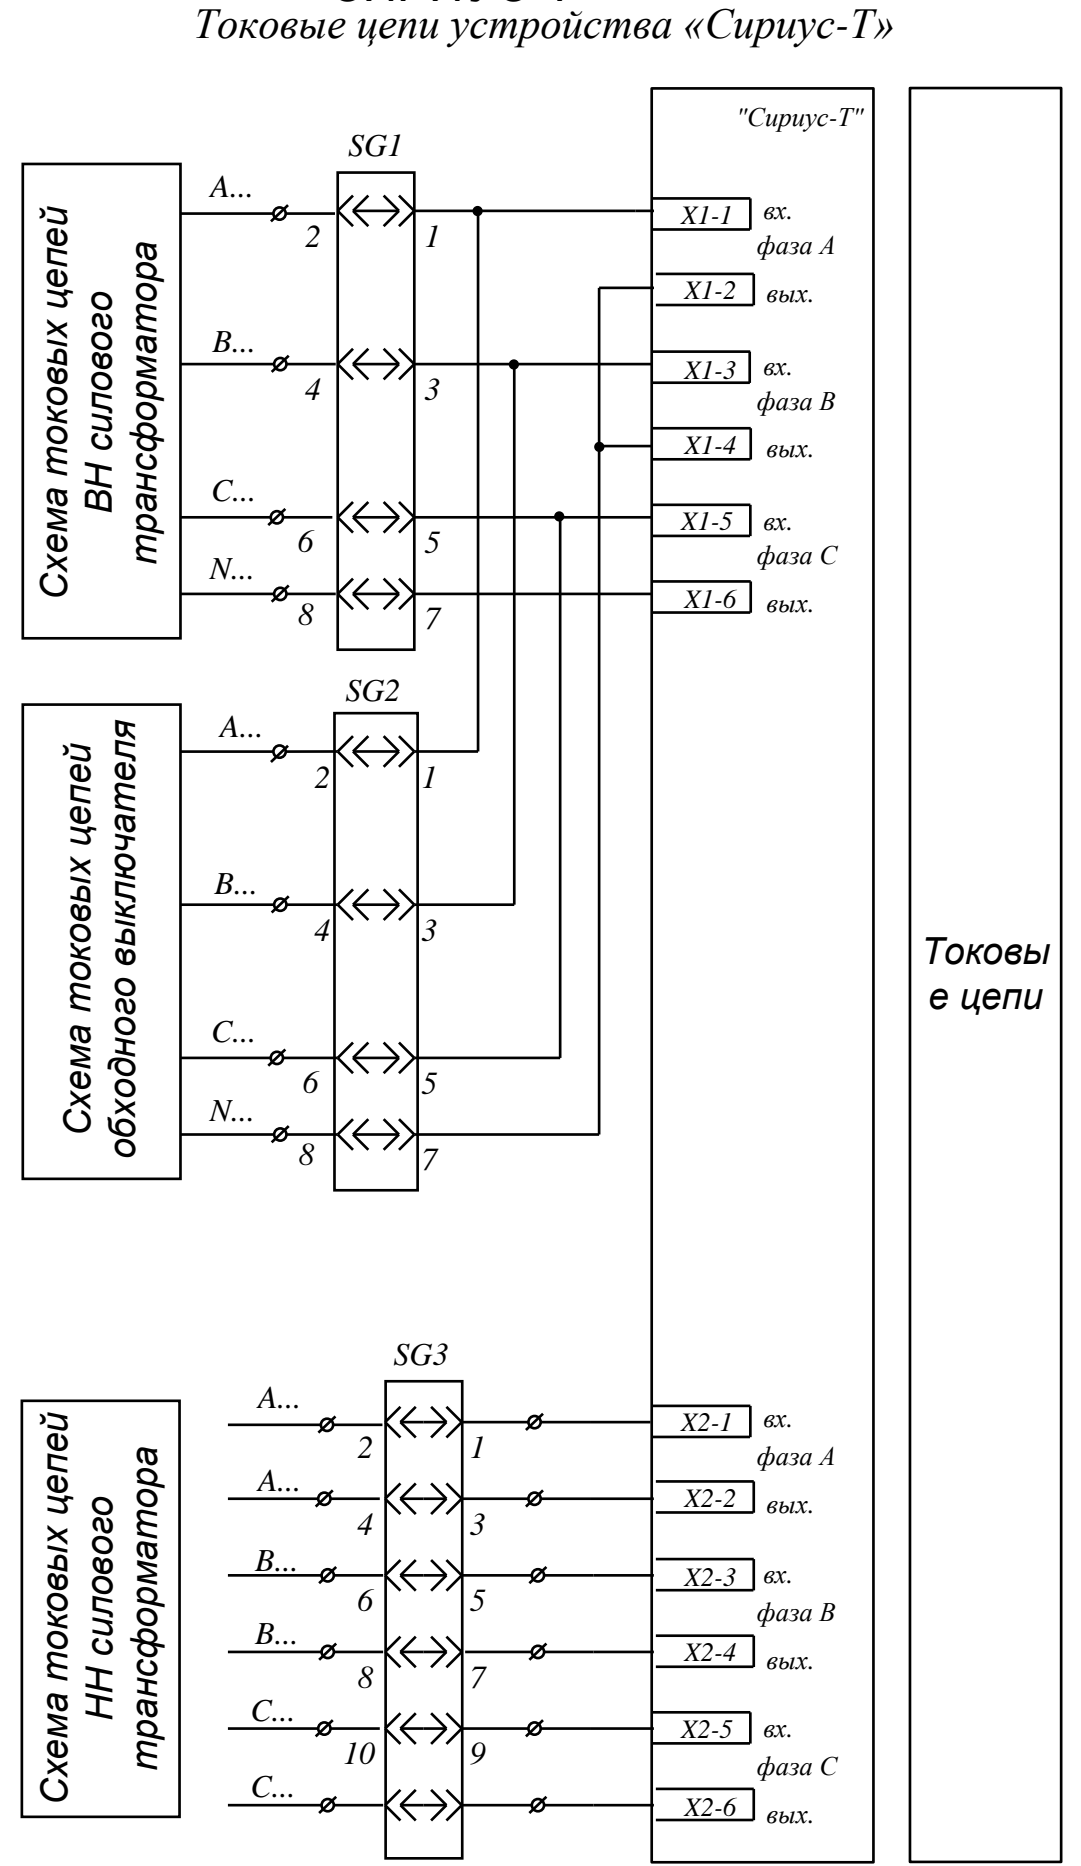 Токовые цепи устройства «Сириус-Т»
"Сириус-Т"
SG1
Схема токовых цепей
ВН силового
трансформатора
A...
2
1
X1-1
вх.
фаза A
X1-2
вых.
B...
4
3
X1-3
вх.
фаза B
X1-4
вых.
C...
6
5
X1-5
вх.
фаза C
N...
8
7
X1-6
вых.
SG2
Схема токовых цепей
обходного выключателя
A...
2
1
B...
4
3
C...
6
5
N...
8
7
Токовы
е цепи
SG3
Схема токовых цепей
НН силового
трансформатора
A...
2
1
X2-1
вх.
фаза A
A...
4
3
X2-2
вых.
B...
6
5
X2-3
вх.
фаза B
B...
8
7
X2-4
вых.
C...
10
9
X2-5
вх.
фаза C
C...
X2-6
вых.